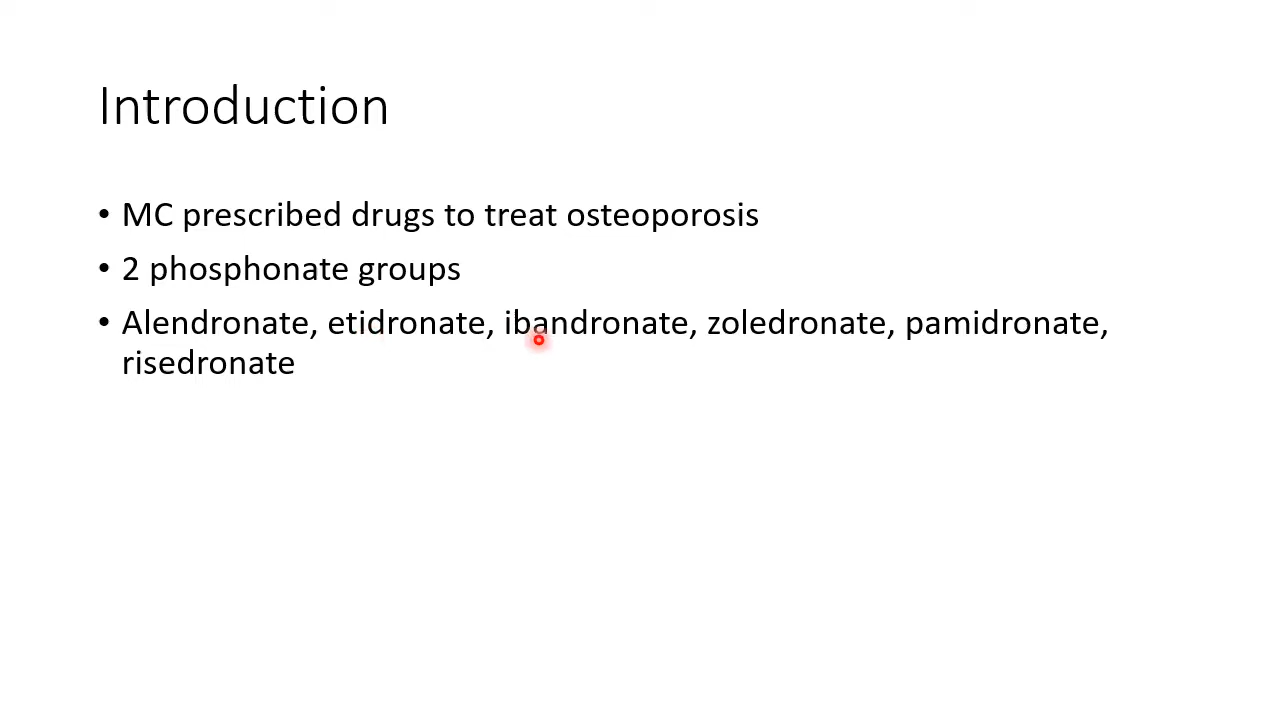 Introduction
• MC prescribed drugs to treat osteoporosis
• 2 phosphonate groups
• Alendronate, etidronate, ibandronate, zoledronate, pamidronate,
risedronate